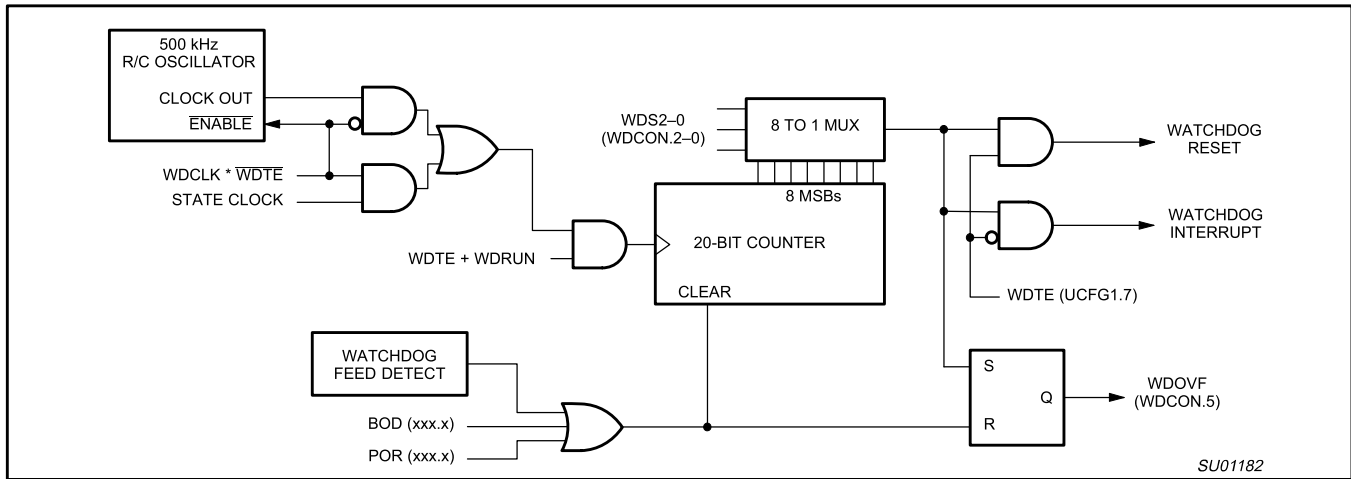 500 kHz
R/C OSCILLATOR
CLOCK OUT
ENABLE
WDCLK * WDTE
STATE CLOCK
WDS2–0
(WDCON.2–0)
8 TO 1 MUX
8 MSBs
20-BIT COUNTER
CLEAR
WDTE + WDRUN
WATCHDOG
RESET
WATCHDOG
INTERRUPT
WDTE (UCFG1.7)
WATCHDOG
FEED DETECT
BOD (xxx.x)
POR (xxx.x)
S
Q
R
WDOVF
(WDCON.5)
SU01182